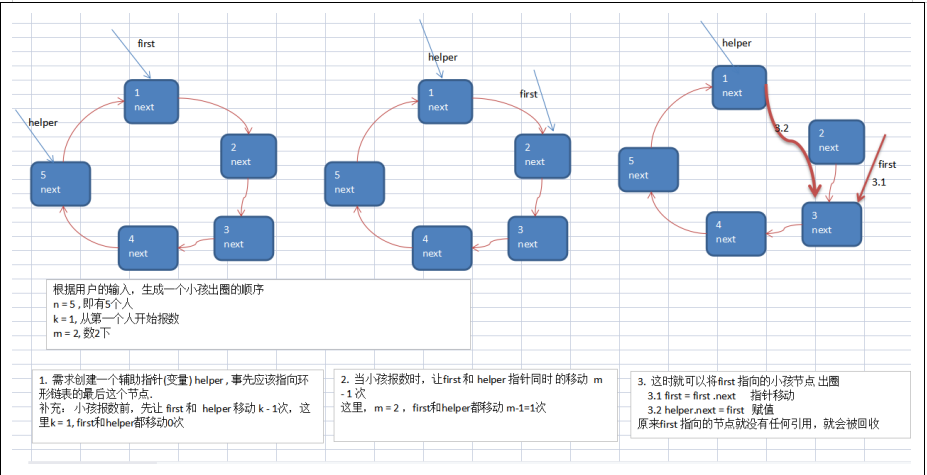 first
helper
1
next
2
next
3
next
4
next
5
next
helper
first
1
next
2
next
3
next
4
next
5
next
helper
first
3.1
3.2
1
next
2
next
3
next
4
next
5
next
根据用户的输入，生成一个小孩出圈的顺序
n = 5 , 即有5个人
k = 1, 从第一个人开始报数
m = 2, 数2下
1. 需求创建一个辅助指针(变量) helper , 事先应该指向环
形链表的最后这个节点.
补充： 小孩报数前，先让 first 和 helper 移动 k - 1次，这
里k = 1, first和helper都移动0次
2. 当小孩报数时，让first 和 helper 指针同时 的移动 m
- 1 次
这里，m = 2 ，first和helper都移动 m-1=1次
3. 这时就可以将first 指向的小孩节点 出圈
3.1 first = first .next 指针移动
3.2 helper.next = first 赋值
原来first 指向的节点就没有任何引用，就会被回收